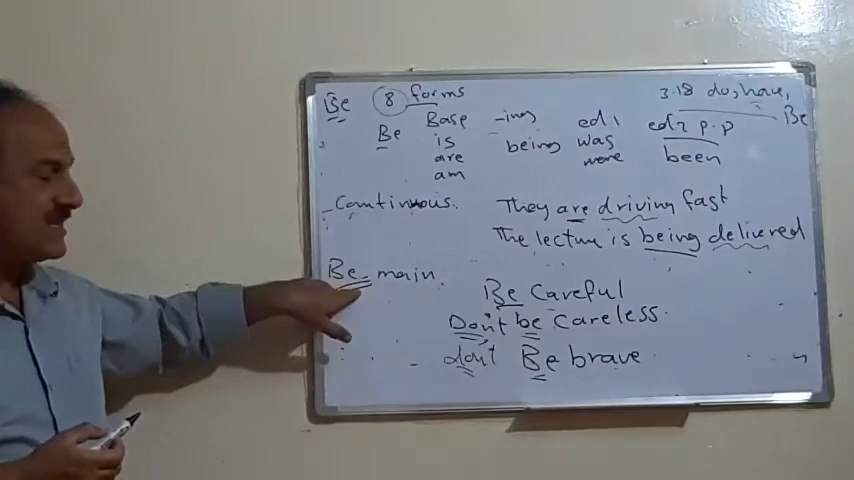 Be 8 forms 3.18 do, have, Be
Be Base -ing ed1 ed2 p.p
is being was been
are were
am
Continuous. They are driving fast
The lecture is being delivered
Be - main Be Careful
Don't be careless
don't Be brave